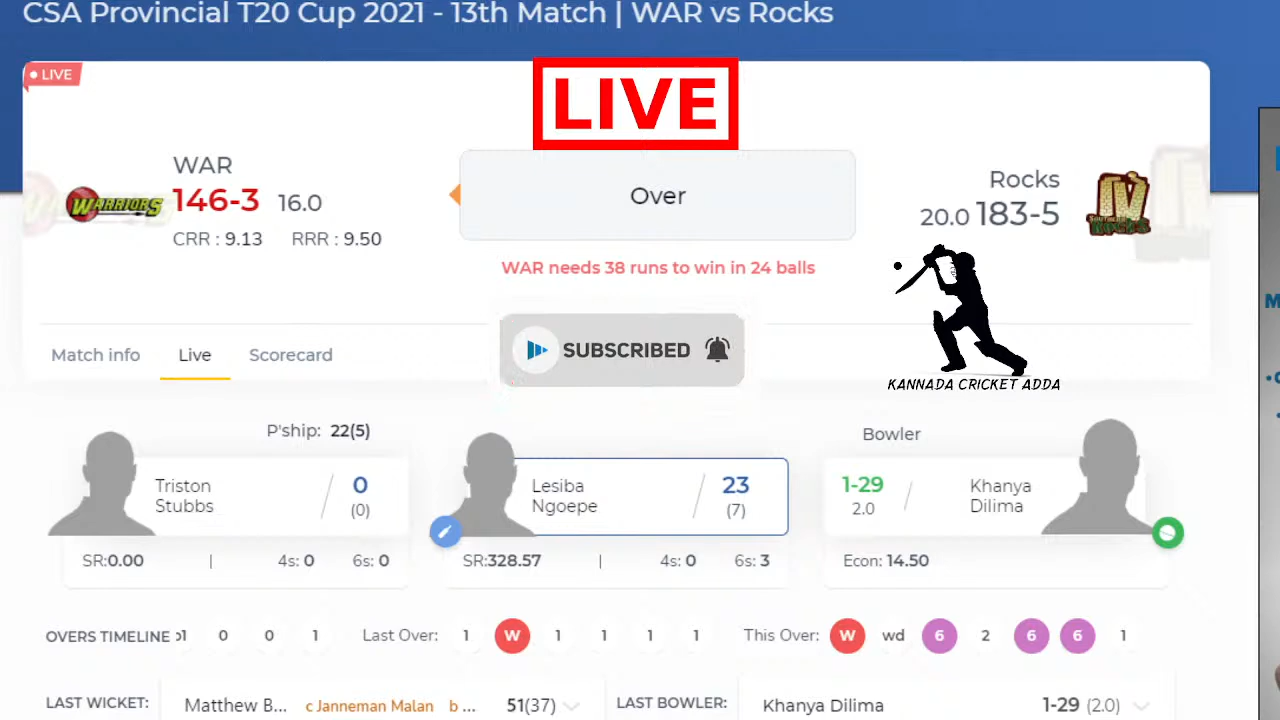 CSA Provincial T20 Cup 2021 - 13th Match | WAR vs Rocks
LIVE
LIVE
WAR
146-3 16.0
CRR : 9.13 RRR : 9.50
WARRIORS
Over
WAR needs 38 runs to win in 24 balls
Rocks
20.0 183-5
SOUTHERN ROCKS
Match info Live Scorecard
SUBSCRIBED
KANNADA CRICKET ADDA
P'ship: 22(5)
Triston
Stubbs
0
(0)
SR:0.00 | 4s: 0 6s: 0
Lesiba
Ngoepe
23
(7)
SR:328.57 | 4s: 0 6s: 3
Bowler
1-29
2.0
Khanya
Dilima
Econ: 14.50
OVERS TIMELINE 1 0 0 1 Last Over: 1 W 1 1 1 1 This Over: W wd 6 2 6 6 1
LAST WICKET: Matthew B... c Janneman Malan b ... 51(37) LAST BOWLER: Khanya Dilima 1-29 (2.0)